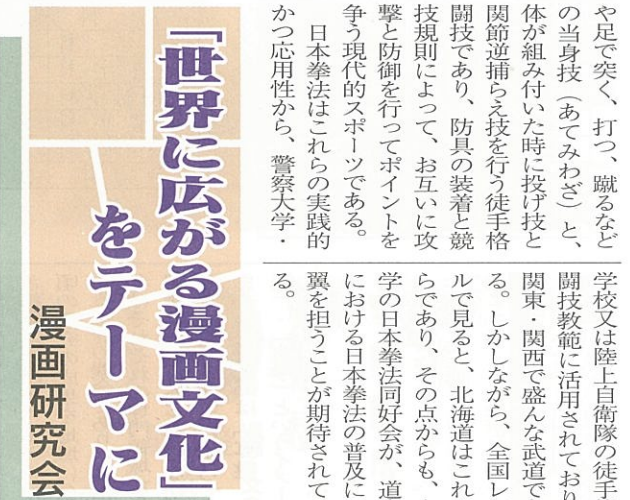 や足で突く、打つ、蹴るなど
の当身技（あてみわざ）と、
体が組み付いた時に投げ技と
関節逆捕らえ技を行う徒手格
闘技であり、防具の装着と競
技規則によって、お互いに攻
撃と防御を行ってポイントを
争う現代的スポーツである。
日本拳法はこれらの実践的
かつ応用性から、警察大学・
学校又は陸上自衛隊の徒手
闘技教範に活用されてお
関東・関西で盛んな武道で
る。しかしながら、全国レ
ルで見ると、北海道はこれ
らであり、その点からも、
学の日本拳法同好会が、道
における日本拳法の普及に
翼を担うことが期待されて
る。
「世界に広がる漫画文化」
をテーマに
漫画研究会